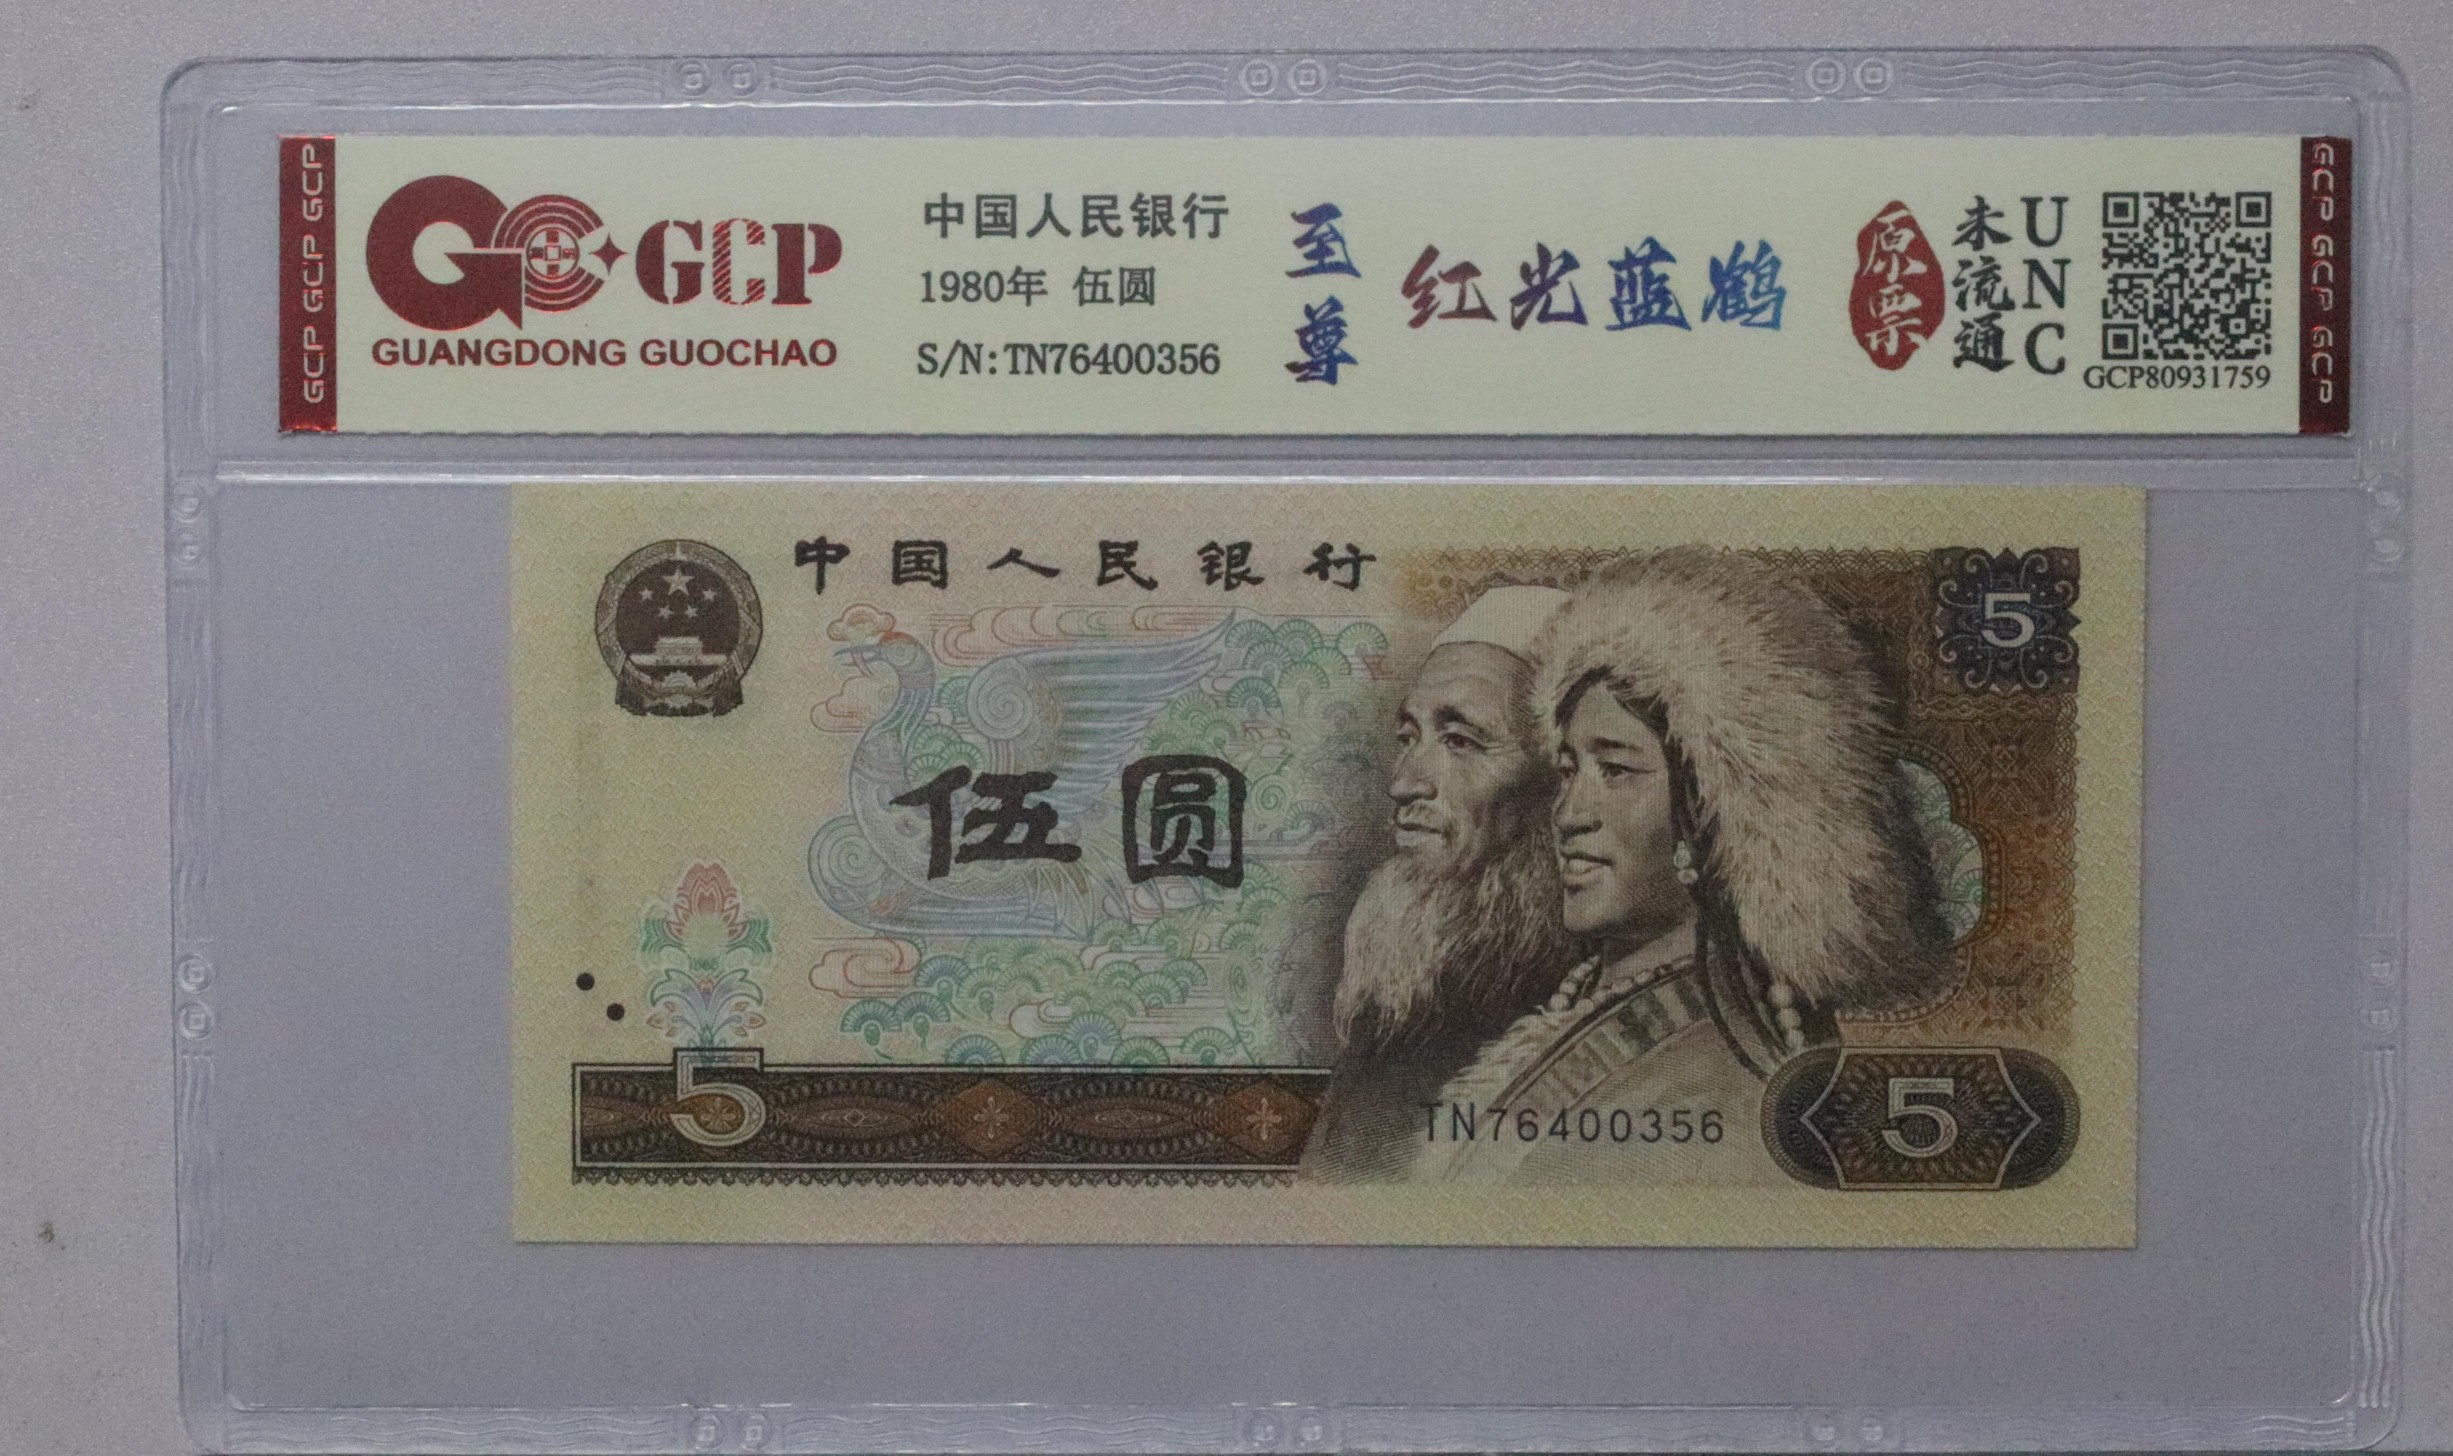 GCP GCP GCP
GCP
GUANGDONG GUOCHAO
中国人民银行
1980年 伍圆
S/N:TN76400356
至尊
红光蓝鹤
原票
未流通
UNC
GCP80931759
GCP GCP GCP
中国人民银行
5
伍圆
5
TN76400356
5